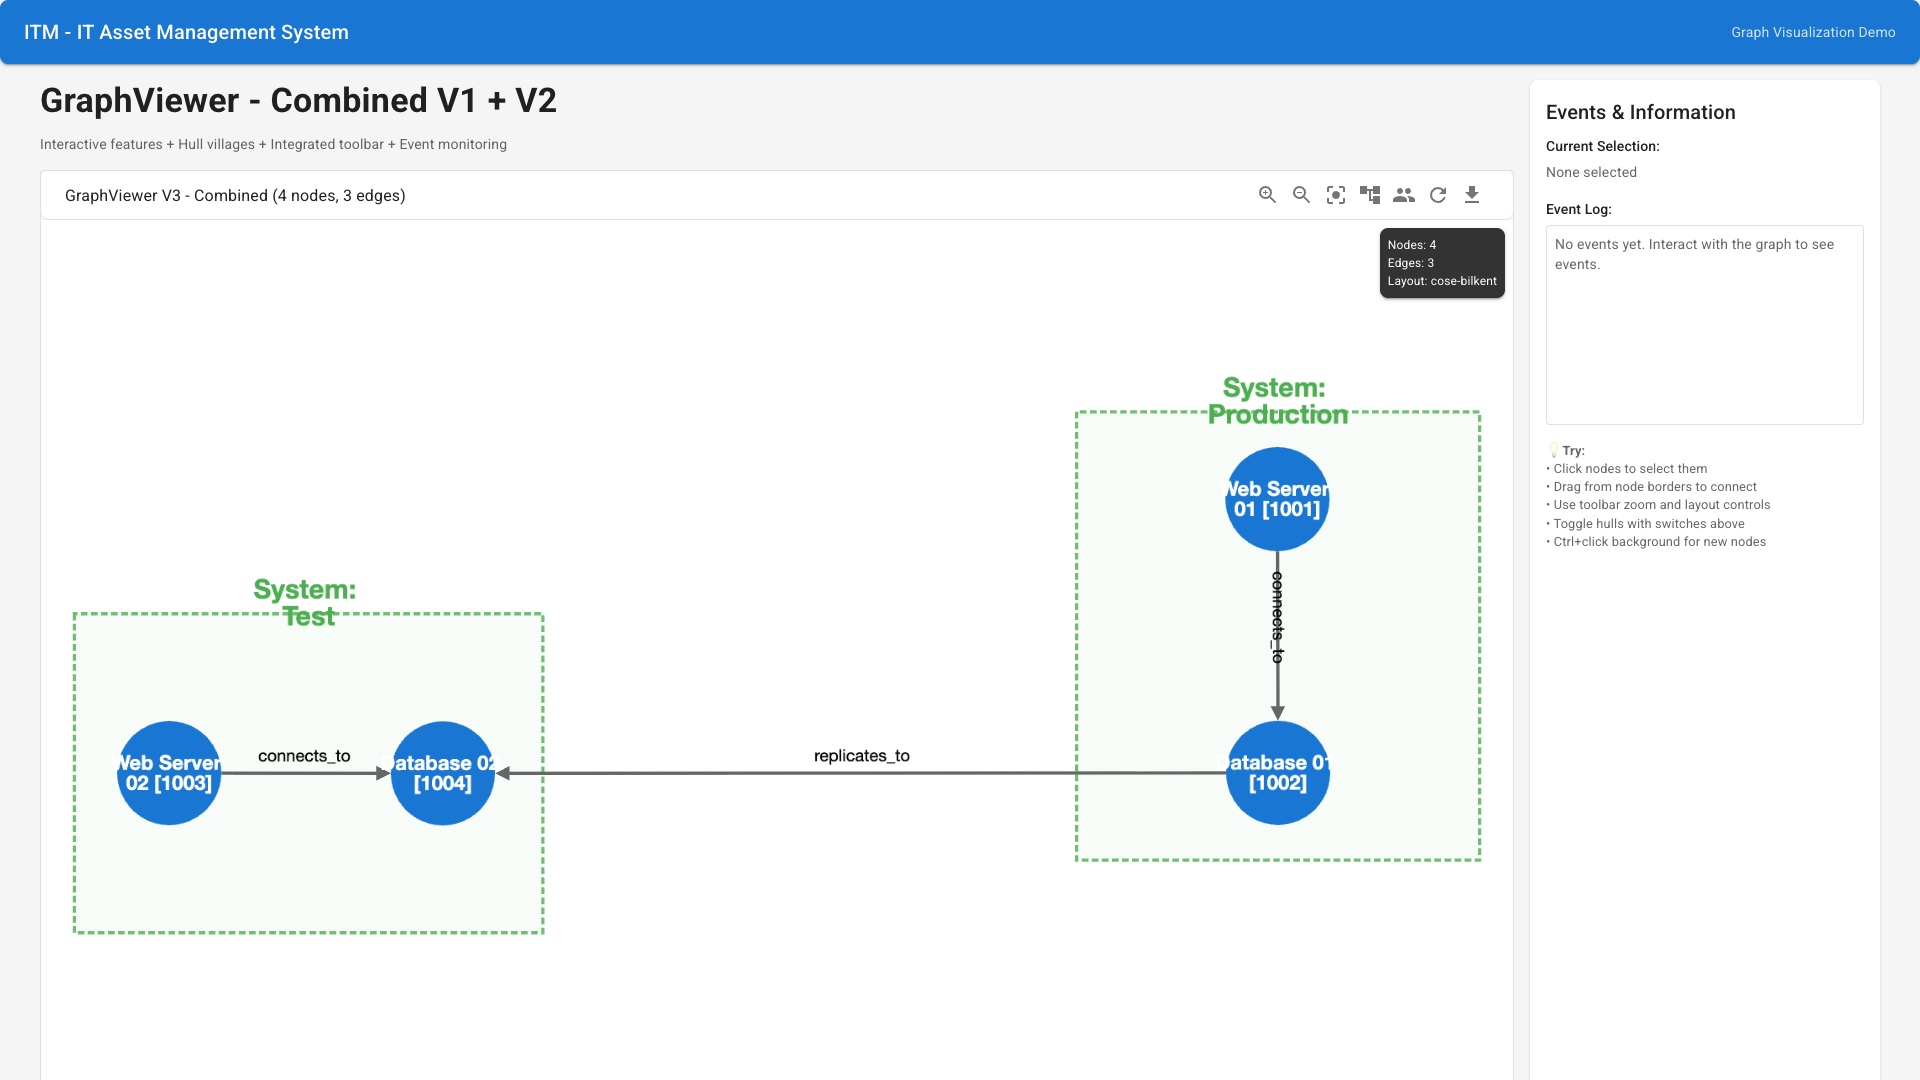 ITM - IT Asset Management System
Graph Visualization Demo
GraphViewer - Combined V1 + V2
Interactive features + Hull villages + Integrated toolbar + Event monitoring
GraphViewer V3 - Combined (4 nodes, 3 edges)
Nodes: 4
Edges: 3
Layout: cose-bilkent
System:
Production
Web Server
01 [1001]
connects_to
System:
Test
Web Server
02 [1003]
connects_to
Database 02
[1004]
replicates_to
Database 01
[1002]
Events & Information
Current Selection:
None selected
Event Log:
No events yet. Interact with the graph to see
events.
💡Try:
• Click nodes to select them
• Drag from node borders to connect
• Use toolbar zoom and layout controls
• Toggle hulls with switches above
• Ctrl+click background for new nodes